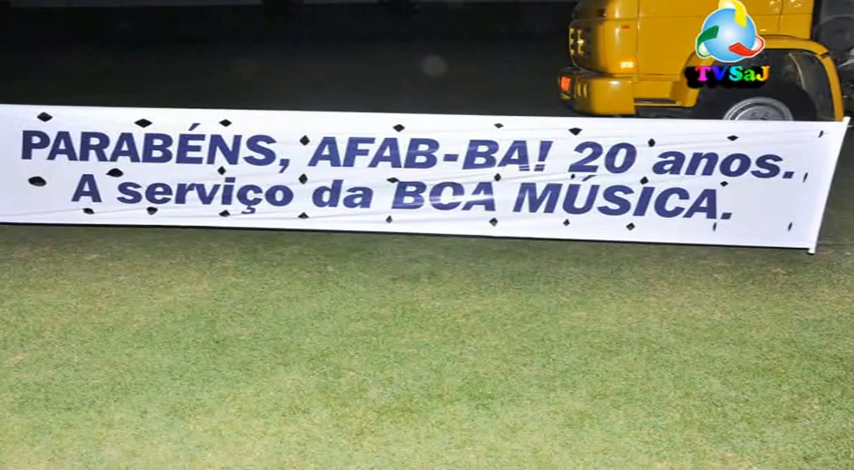 TVSaJ
PARABÉNS, AFAB-BA! 20 anos.
A serviço da BOA MÚSICA.